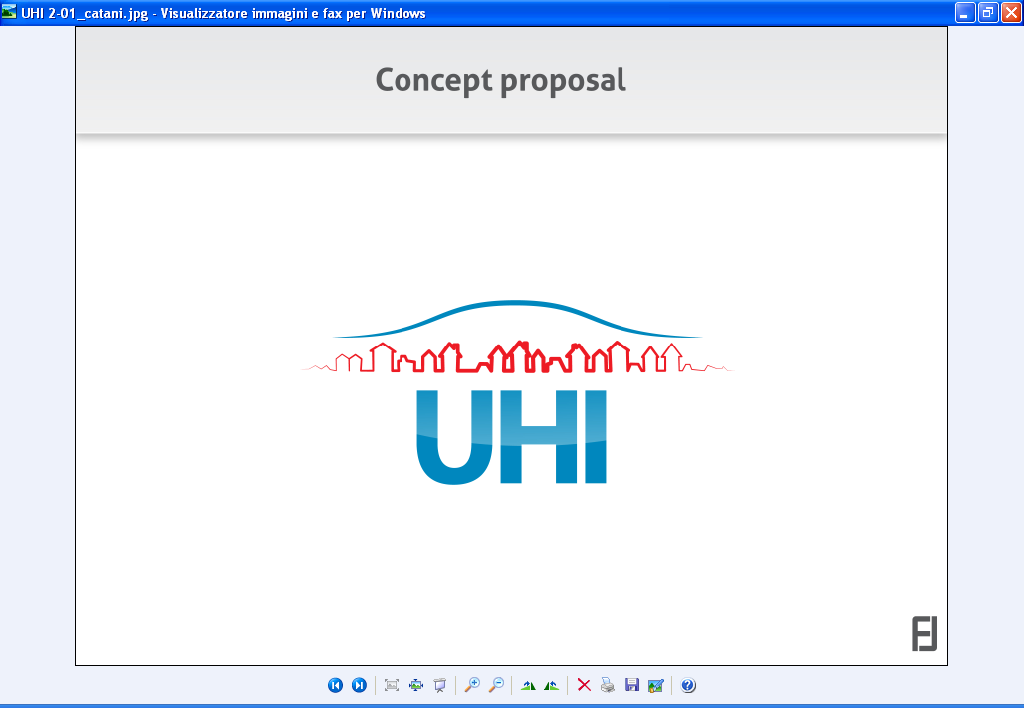 UHI 2-01_catani.jpg - Visualizzatore immagini e fax per Windows
Concept proposal
UHI